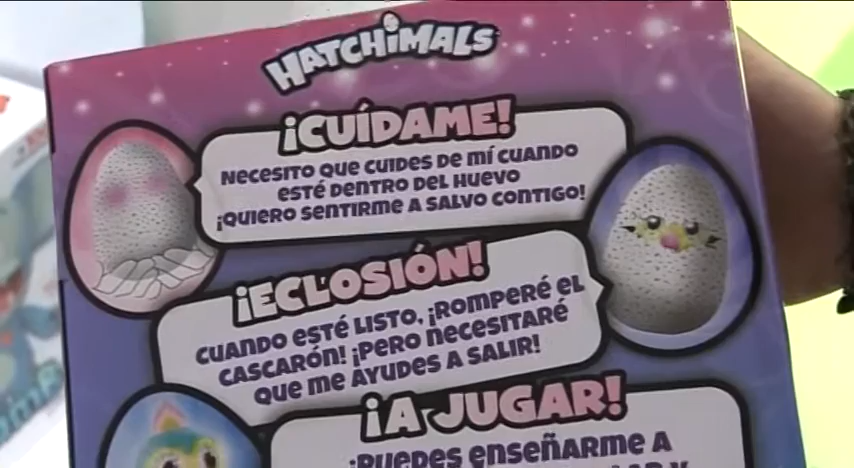 HATCHiMALS
¡CUÍDAME!
NECESITO QUE CUIDES DE MÍ CUANDO
ESTÉ DENTRO DEL HUEVO
¡QUIERO SENTIRME A SALVO CONTIGO!
¡ECLOSIÓN!
CUANDO ESTÉ LISTO, ¡ROMPERÉ EL
CASCARÓN! ¡PERO NECESITARÉ
QUE ME AYUDES A SALIR!
¡A JUGAR!
¡PUEDES ENSEÑARME A